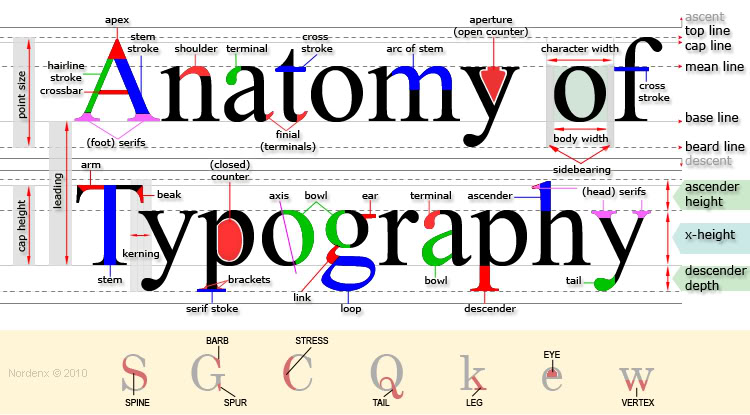 apex
stem
stroke
shoulder
terminal
cross
stroke
arc of stem
aperture
(open counter)
character width
ascent
top line
cap line
mean line
hairline
stroke
crossbar
point size
Anatomy of
cross
stroke
base line
(foot) serifs
finial
(terminals)
body width
beard line
descent
sidebearing
leading
arm
(closed)
counter
beak
axis
bowl
ear
terminal
ascender
(head) serifs
ascender
height
cap height
Typography
x-height
kerning
stem
brackets
serif stoke
link
loop
bowl
descender
tail
descender
depth
BARB
STRESS
EYE
Nordenx © 2010
S G C Q k e w
SPINE
SPUR
TAIL
LEG
VERTEX